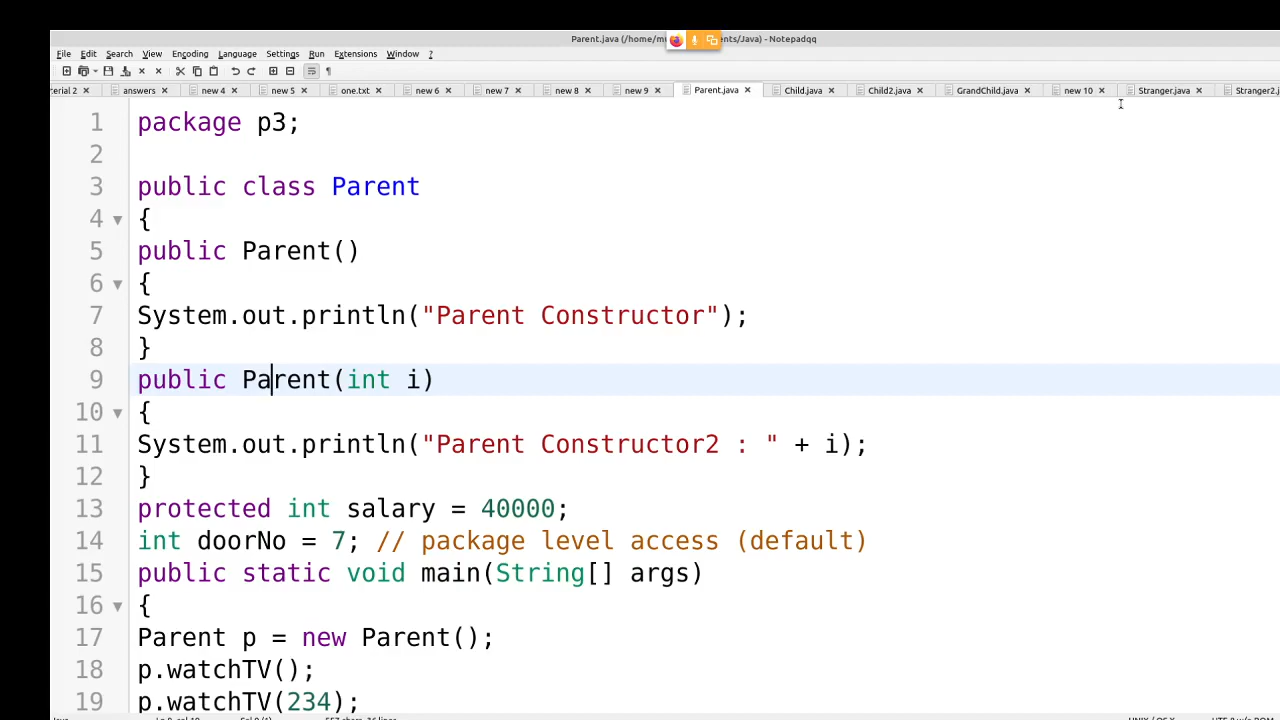 Parent.java (/home/m ents/Java) - Notepadqq
File Edit Search View Encoding Language Settings Run Extensions Window ?
erial 2 answers new 4 new 5 one.txt new 6 new 7 new 8 new 9 Parent.java Child.java Child2.java GrandChild.java new 10 Stranger.java Stranger2.j
1 package p3;
2
3 public class Parent
4 {
5 public Parent()
6 {
7 System.out.println("Parent Constructor");
8 }
9 public Parent(int i)
10 {
11 System.out.println("Parent Constructor2 : " + i);
12 }
13 protected int salary = 40000;
14 int doorNo = 7; // package level access (default)
15 public static void main(String[] args)
16 {
17 Parent p = new Parent();
18 p.watchTV();
19 p.watchTV(234);